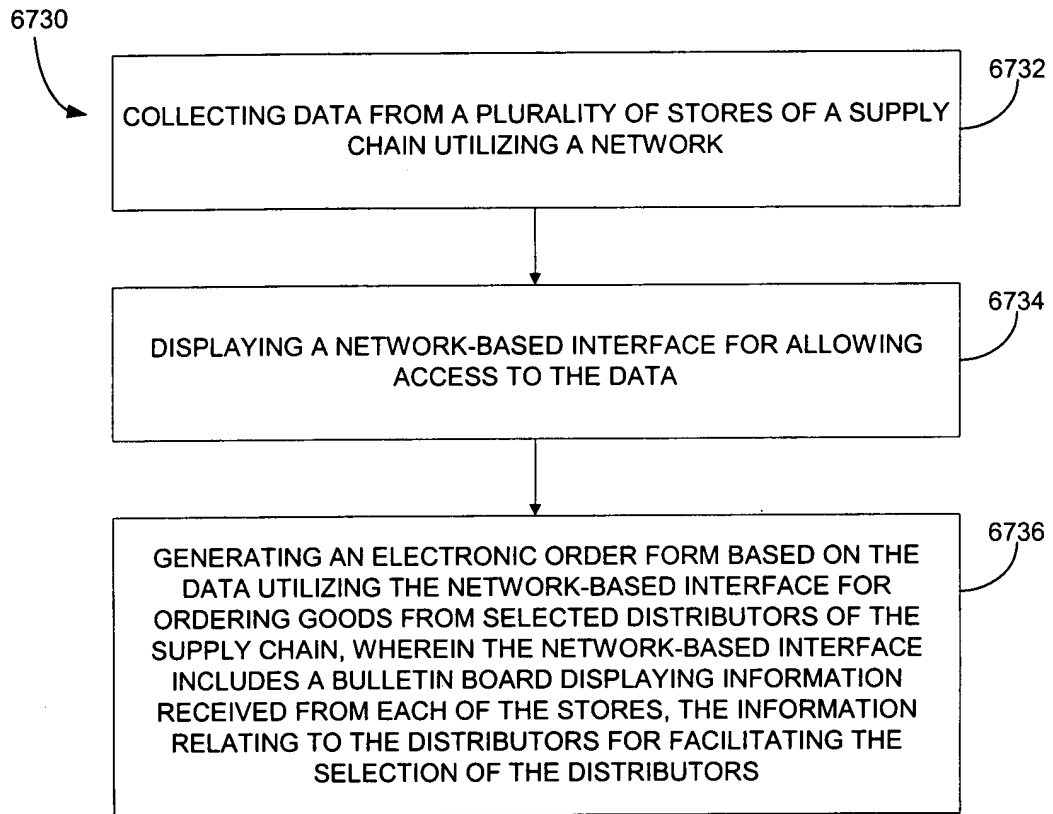 6730
6732
COLLECTING DATA FROM A PLURALITY OF STORES OF A SUPPLY
CHAIN UTILIZING A NETWORK
6734
DISPLAYING A NETWORK-BASED INTERFACE FOR ALLOWING
ACCESS TO THE DATA
6736
GENERATING AN ELECTRONIC ORDER FORM BASED ON THE
DATA UTILIZING THE NETWORK-BASED INTERFACE FOR
ORDERING GOODS FROM SELECTED DISTRIBUTORS OF THE
SUPPLY CHAIN, WHEREIN THE NETWORK-BASED INTERFACE
INCLUDES A BULLETIN BOARD DISPLAYING INFORMATION
RECEIVED FROM EACH OF THE STORES, THE INFORMATION
RELATING TO THE DISTRIBUTORS FOR FACILITATING THE
SELECTION OF THE DISTRIBUTORS